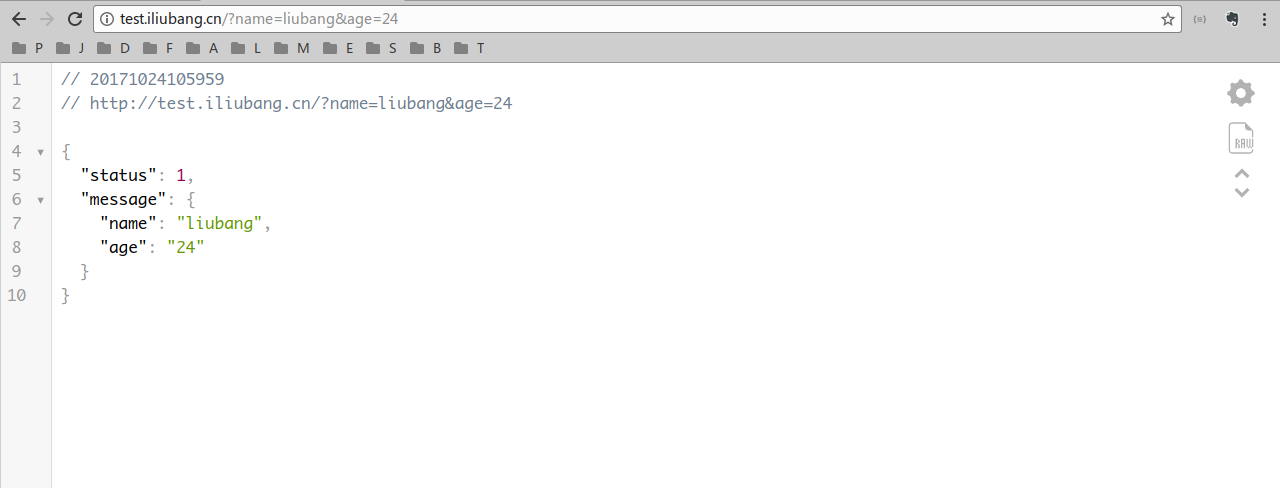 test.iliubang.cn/?name=liubang&age=24
P J D F A L M E S B T
1 // 20171024105959
2 // http://test.iliubang.cn/?name=liubang&age=24
3
4 {
5 "status": 1,
6 "message": {
7 "name": "liubang",
8 "age": "24"
9 }
10 }
RAW